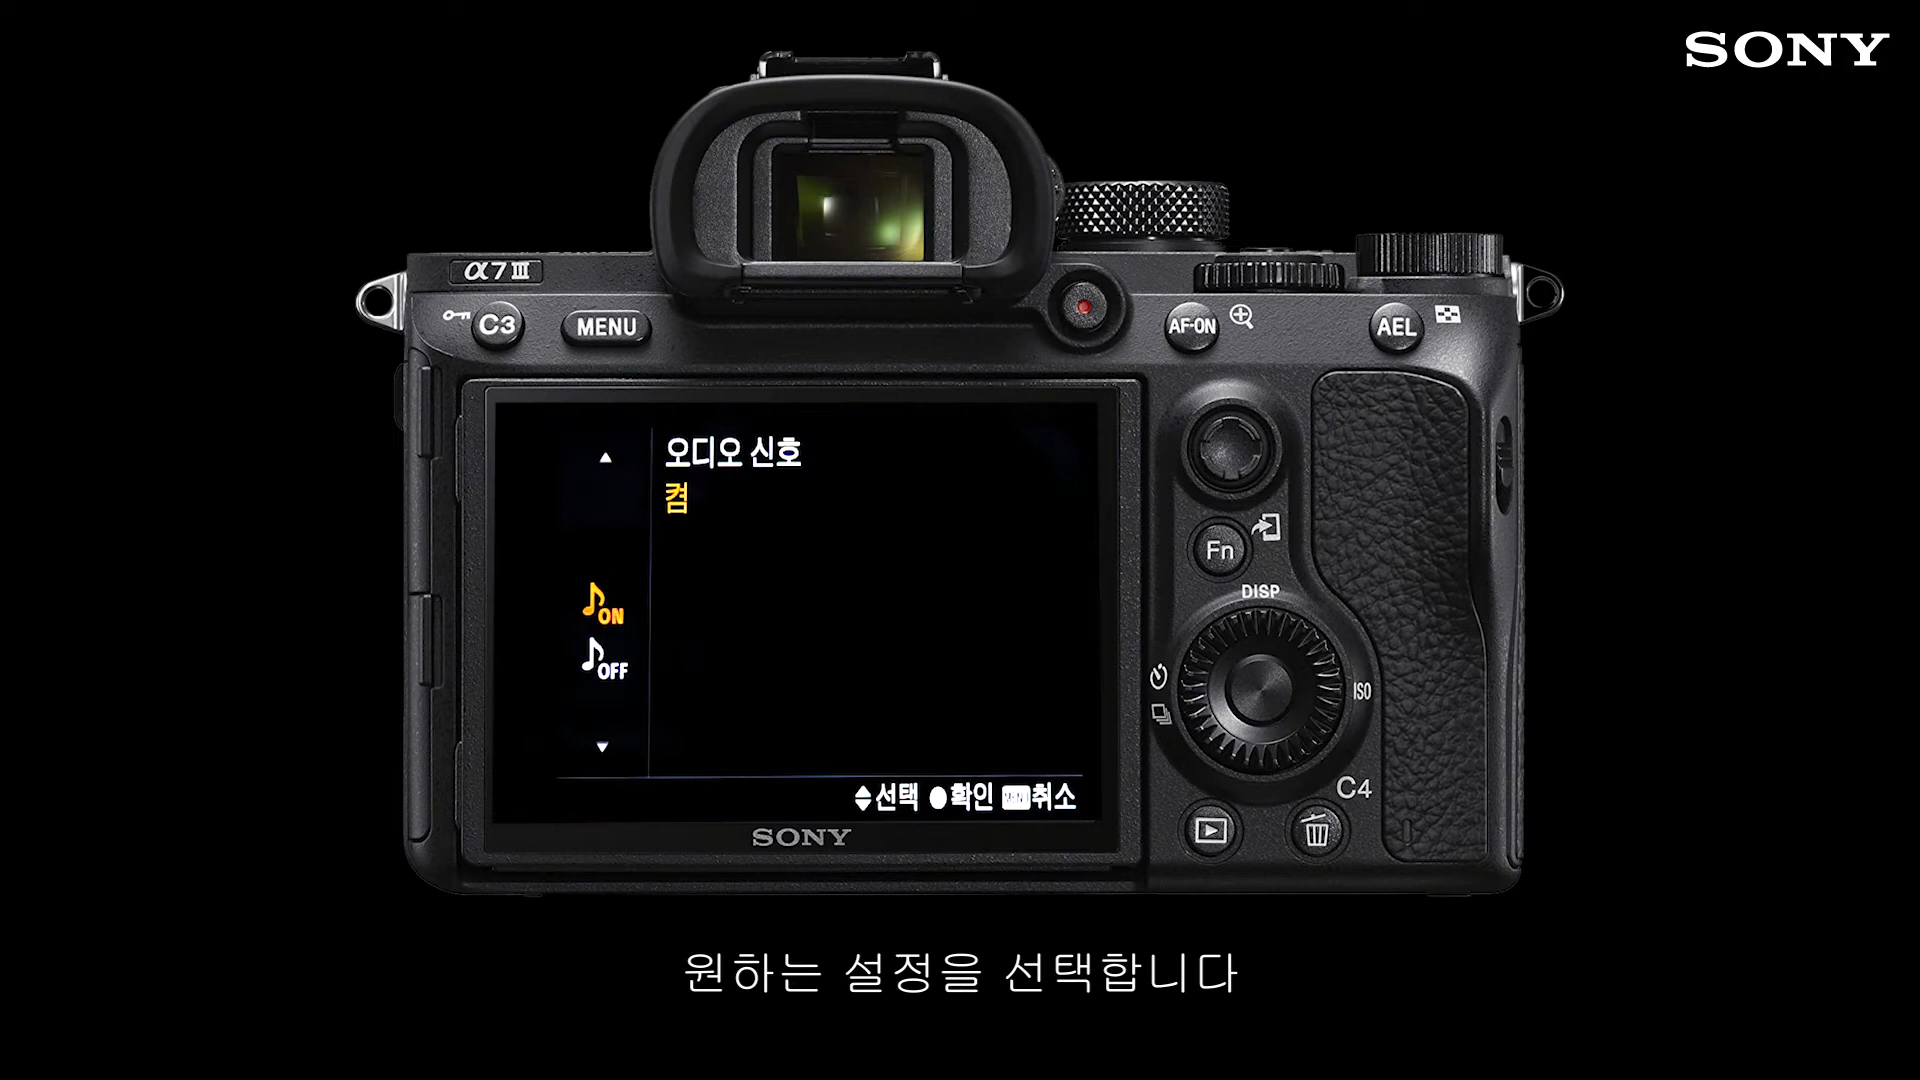 SONY
α7III
C3
MENU
AF-ON
AEL
오디오 신호
켬
ON
OFF
선택 확인 MENU 취소
SONY
Fn
DISP
ISO
C4
원하는 설정을 선택합니다